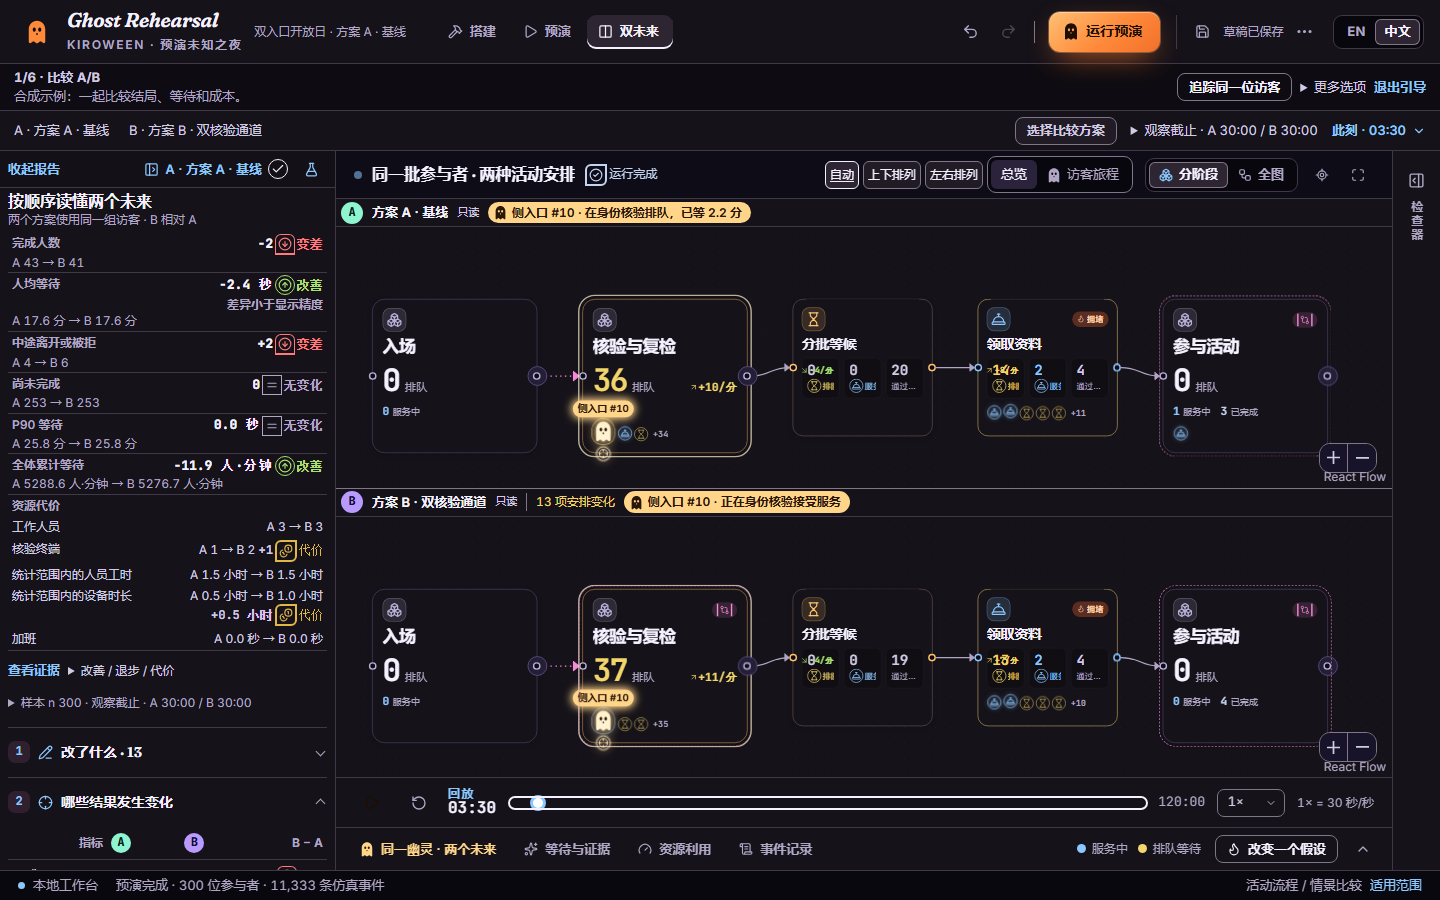 Ghost Rehearsal
KIROWEEN · 预演未知之夜
双入口开放日 · 方案 A · 基线
搭建
预演
双未来
运行预演
草稿已保存
EN
中文
1/6 · 比较 A/B
合成示例：一起比较结局、等待和成本。
追踪同一位访客
更多选项
退出引导
A · 方案 A · 基线
B · 方案 B · 双核验通道
选择比较方案
观察截止 · A 30:00 / B 30:00
此刻 · 03:30
收起报告
A · 方案 A · 基线
按顺序读懂两个未来
两个方案使用同一组访客 · B 相对 A
完成人数
-2 变差
A 43 → B 41
人均等待
-2.4 秒 改善
差异小于显示精度
A 17.6 分 → B 17.6 分
中途离开或被拒
+2 变差
A 4 → B 6
尚未完成
0 无变化
A 253 → B 253
P90 等待
0.0 秒 无变化
A 25.8 分 → B 25.8 分
全体累计等待
-11.9 人·分钟 改善
A 5288.6 人·分钟 → B 5276.7 人·分钟
资源代价
工作人员
A 3 → B 3
核验终端
A 1 → B 2 +1 代价
统计范围内的人员工时
A 1.5 小时 → B 1.5 小时
统计范围内的设备时长
A 0.5 小时 → B 1.0 小时
+0.5 小时 代价
加班
A 0.0 秒 → B 0.0 秒
查看证据
改善 / 退步 / 代价
样本 n 300 · 观察截止 · A 30:00 / B 30:00
1 改了什么 · 13
2 哪些结果发生变化
指标 A B B − A
同一批参与者 · 两种活动安排
运行完成
自动
上下排列
左右排列
总览
访客旅程
分阶段
全图
检查器
A 方案 A · 基线 只读
侧入口 #10 · 在身份核验排队，已等 2.2 分
入场
0 排队
0 服务中
核验与复检
36 排队
+10/分
侧入口 #10
+34
分批等候
0
20
通过...
领取资料
拥堵
2
4
通过...
+11
参与活动
0 排队
1 服务中 3 已完成
React Flow
B 方案 B · 双核验通道 只读
13 项安排变化
侧入口 #10 · 正在身份核验接受服务
入场
0 排队
0 服务中
核验与复检
37 排队
+11/分
侧入口 #10
+35
分批等候
0
19
通过...
领取资料
拥堵
2
4
通过...
+10
参与活动
0 排队
0 服务中 4 已完成
React Flow
回放
03:30
120:00
1×
1× = 30 秒/秒
同一幽灵 · 两个未来
等待与证据
资源利用
事件记录
服务中
排队等待
改变一个假设
本地工作台
预演完成 · 300 位参与者 · 11,333 条仿真事件
活动流程 / 情景比较
适用范围